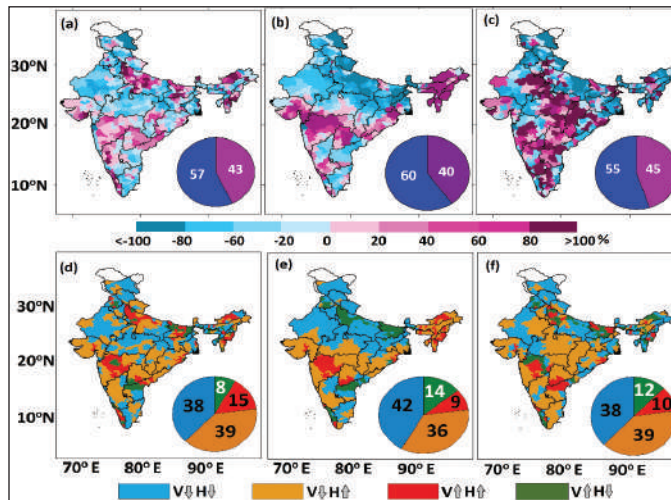 (a) (b) (c)
30°N
20°N
10°N
57 43 60 40 55 45
<-100 -80 -60 -20 0 20 40 60 80 >100 %
(d) (e) (f)
30°N
20°N
10°N
38 8 15 39 42 14 9 36 38 12 10 39
70°E 80°E 90°E 70°E 80°E 90°E 70°E 80°E 90°E
V⇩H⇩ V⇩H⇧ V⇧H⇧ V⇧H⇩